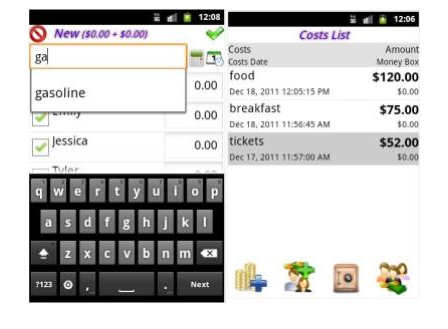 12:08
New ($0.00 + $0.00)
ga
1
gasoline
0.00
Emily
0.00
Jessica
0.00
Tyler
q w e r t y u i o p
a s d f g h j k l
z x c v b n m
?123 , . Next
12:06
Costs List
Costs Amount
Costs Date Money Box
food $120.00
Dec 18, 2011 12:05:15 PM $0.00
breakfast $75.00
Dec 18, 2011 11:56:45 AM $0.00
tickets $52.00
Dec 17, 2011 11:57:00 AM $0.00